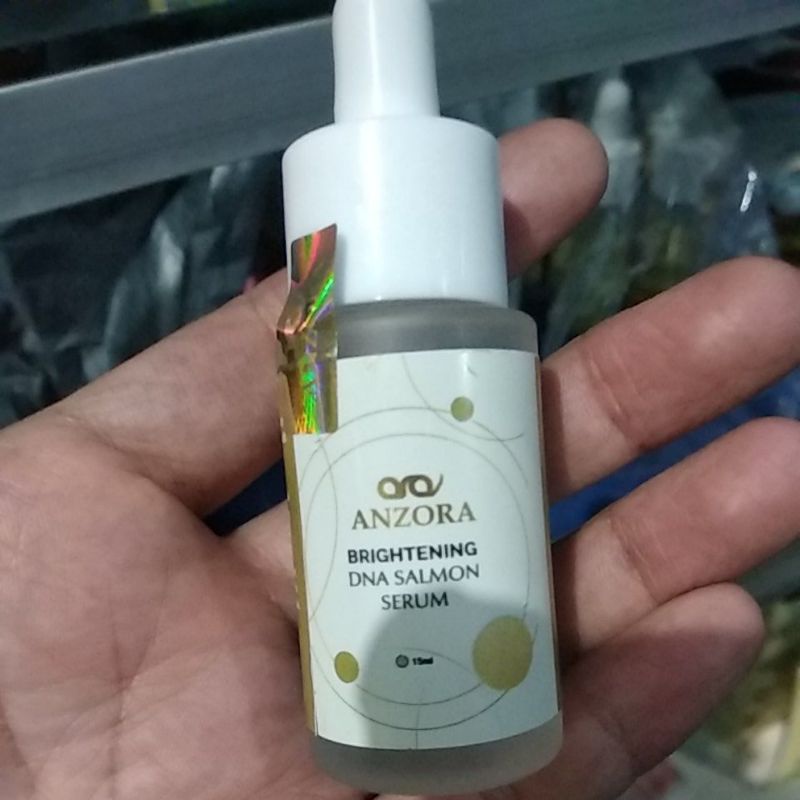 ANZORA
BRIGHTENING
DNA SALMON
SERUM
15ml